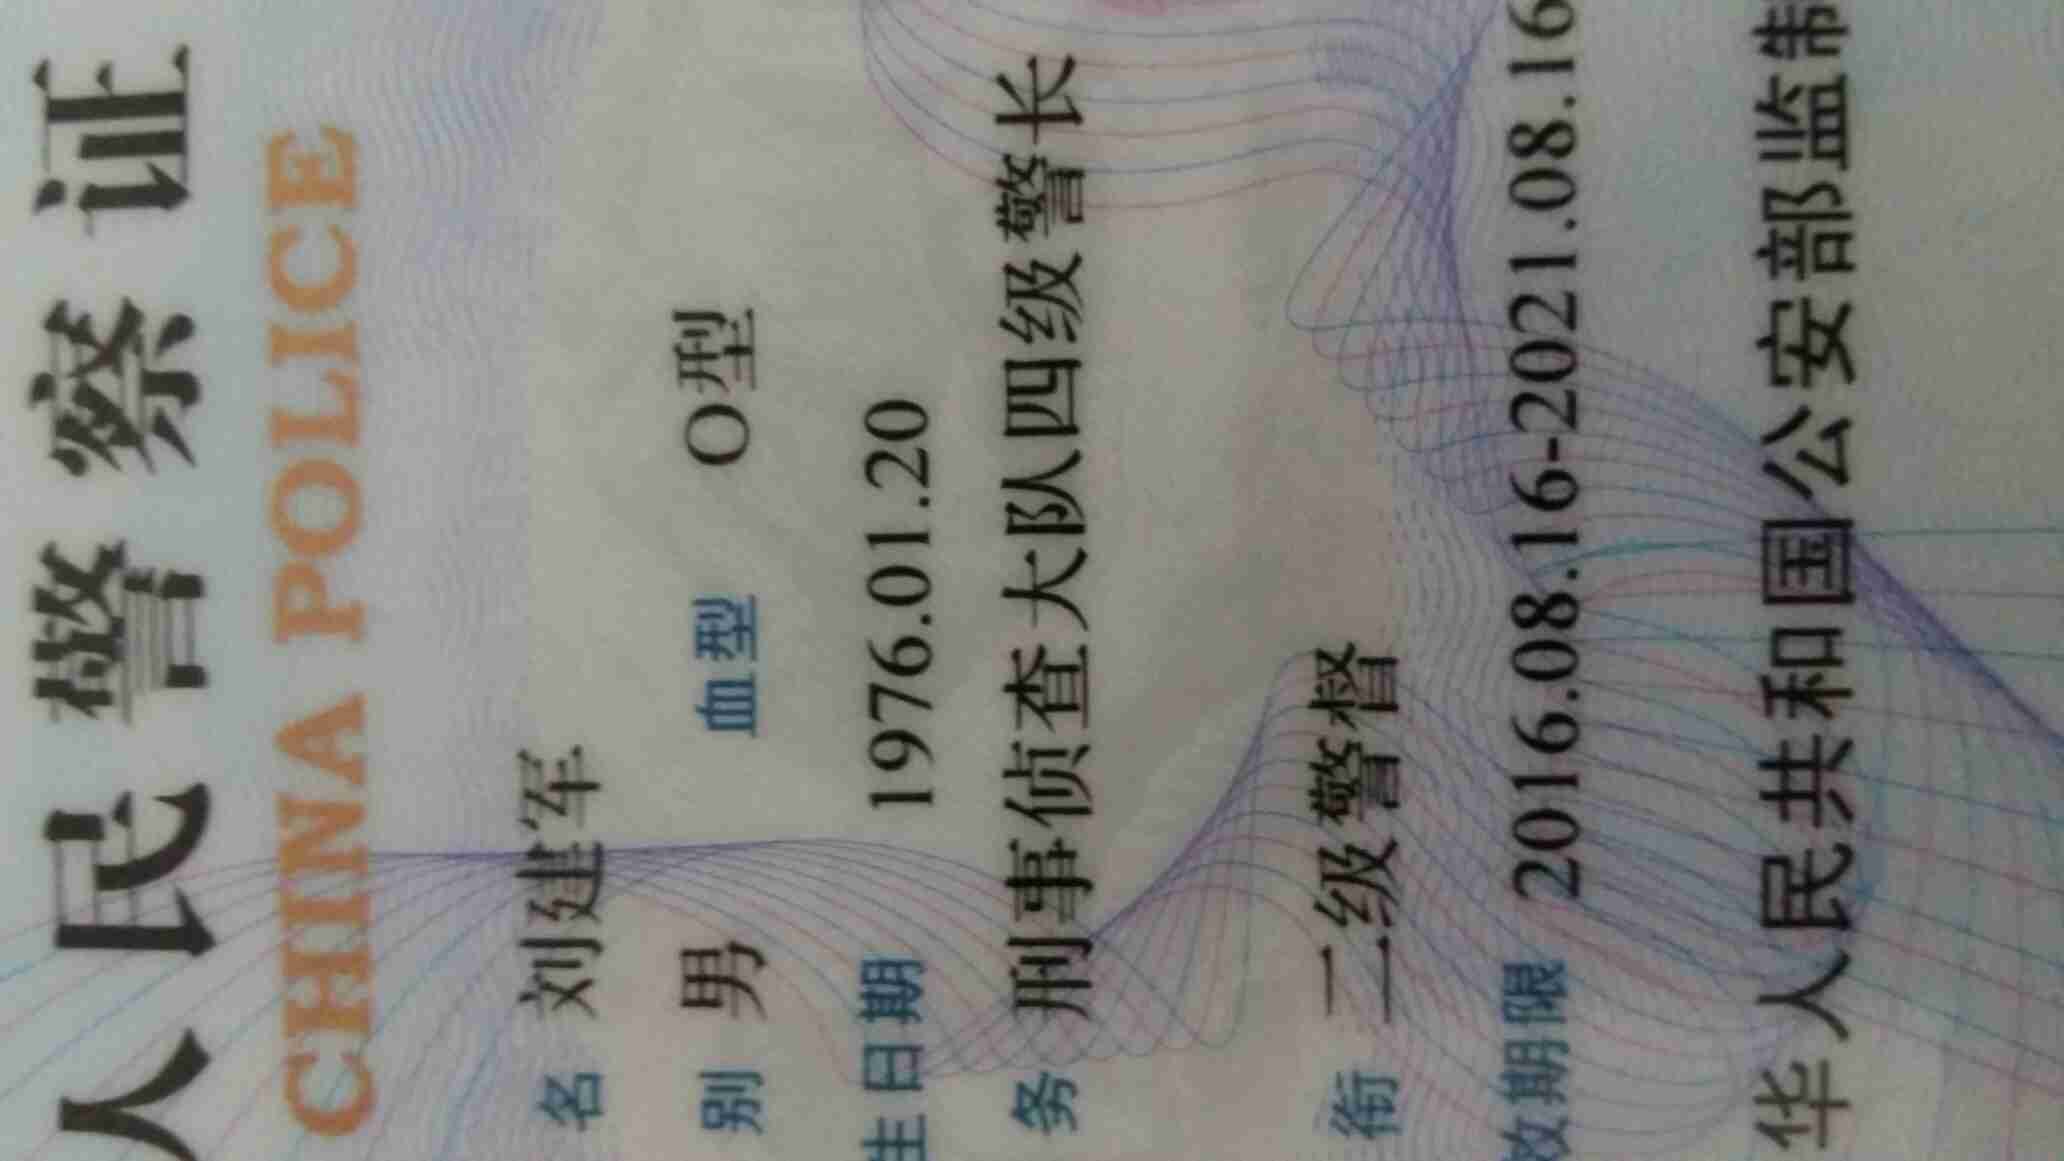 人民警察证
CHINA POLICE
名 刘建军
别 男 血型 O型
生日期 1976.01.20
务 刑事侦查大队四级警长
衔 二级警督
效期限 2016.08.16-2021.08.16
华人民共和国公安部监制